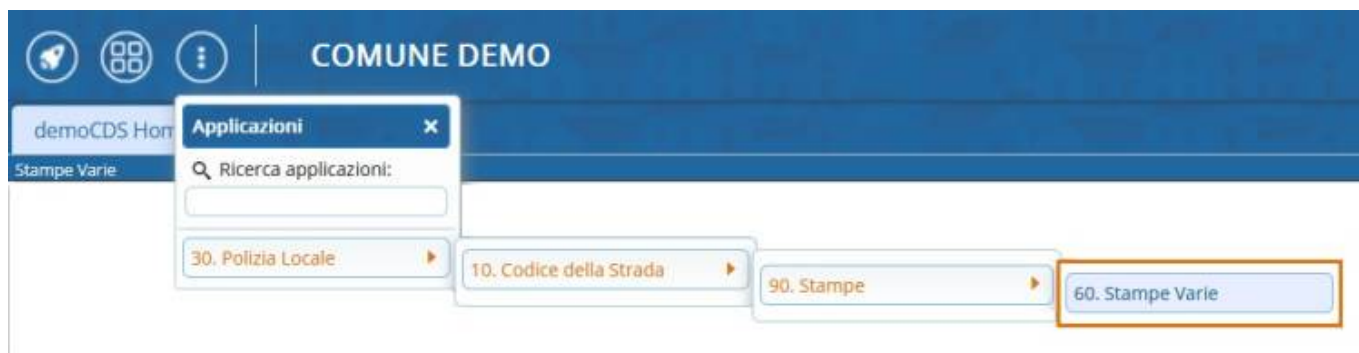 COMUNE DEMO
demoCDS Hom
Applicazioni
Stampe Varie
Ricerca applicazioni:
30. Polizia Locale
10. Codice della Strada
90. Stampe
60. Stampe Varie